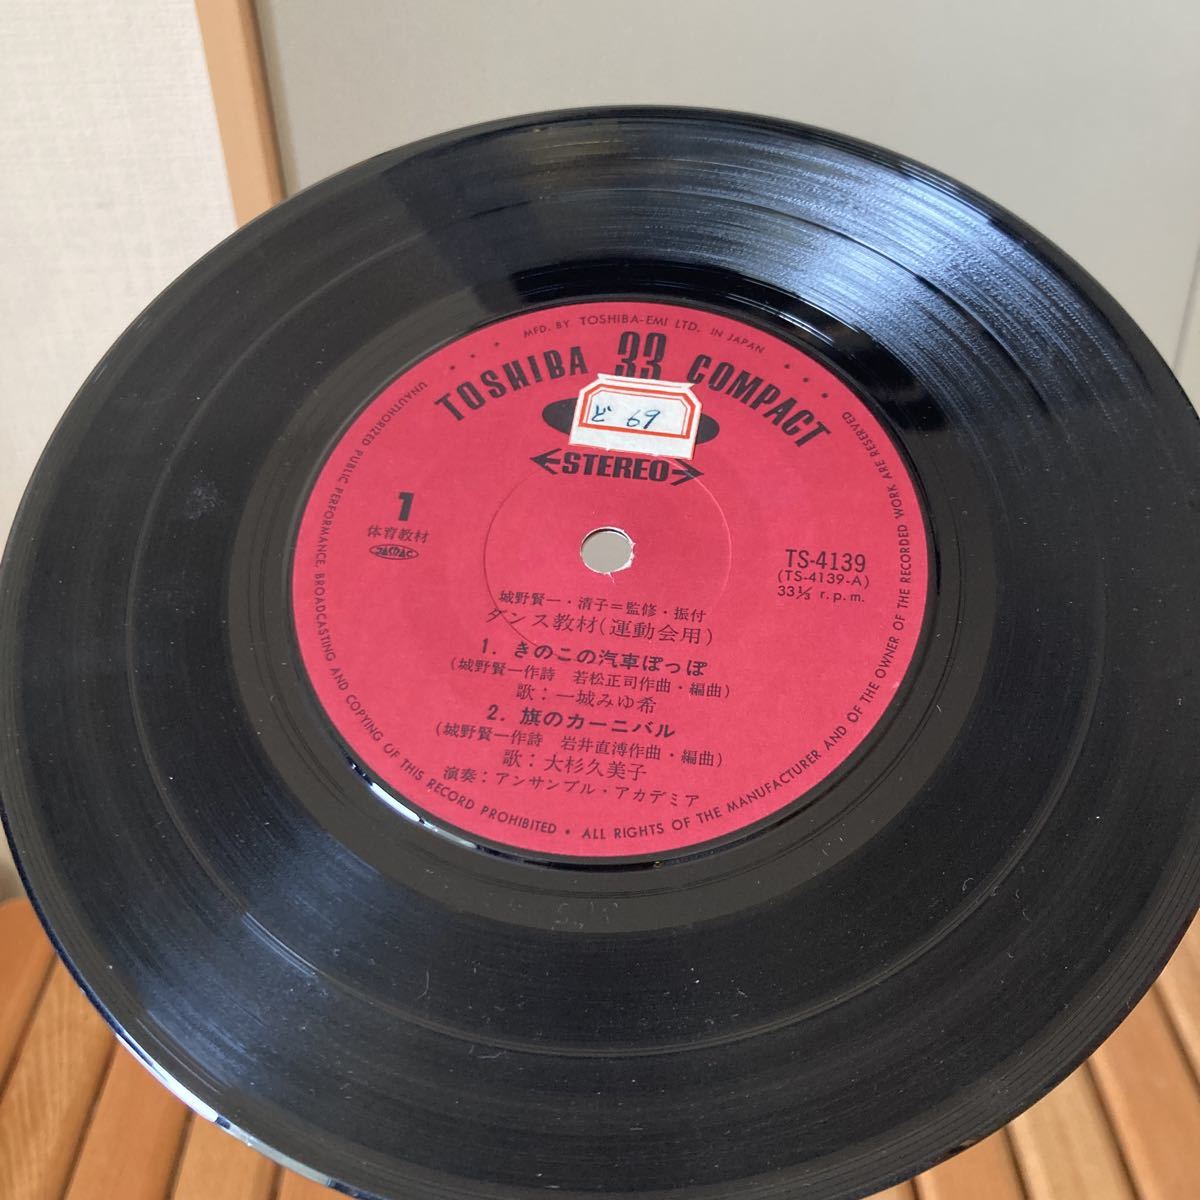 MFD. BY TOSHIBA-EMI LTD. IN JAPAN
TOSHIBA 33 COMPACT
ど 69
STEREO
1
体育教材
JASRAC
TS-4139
(TS-4139-A)
33⅓ r.p.m.
城野賢一・清子=監修・振付
ダンス教材(運動会用)
1. きのこの汽車ぽっぽ
(城野賢一作詩 若松正司作曲・編曲)
歌:一城みゆ希
2. 旗のカーニバル
(城野賢一作詩 岩井直溥作曲・編曲)
歌:大杉久美子
演奏:アンサンブル・アカデミア
UNAUTHORIZED PUBLIC PERFORMANCE, BROADCASTING AND COPYING OF THIS RECORD PROHIBITED • ALL RIGHTS OF THE MANUFACTURER AND OF THE OWNER OF THE RECORDED WORK ARE RESERVED